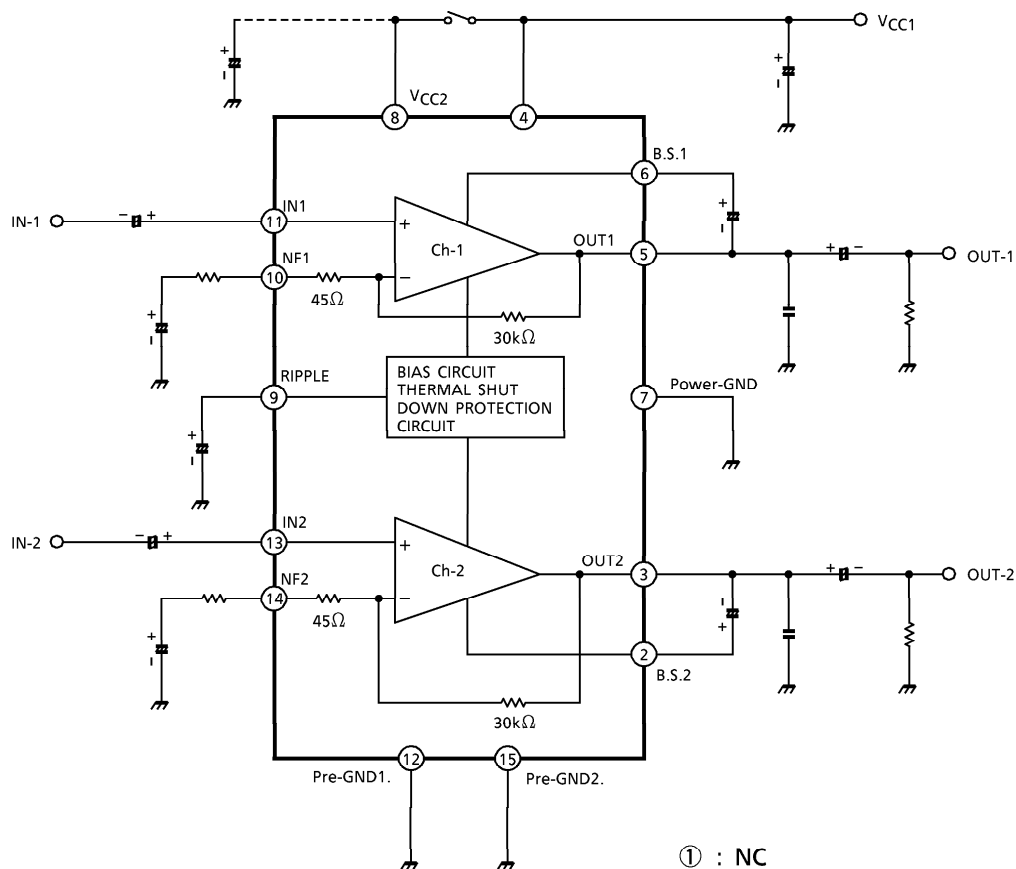 VCC1
+
−
VCC2
+
−
8
4
B.S.1
6
IN-1
− +
IN1
11
+
Ch-1
OUT1
5
+
−
+ −
OUT-1
NF1
10
45Ω
−
30kΩ
+
−
BIAS CIRCUIT
THERMAL SHUT
DOWN PROTECTION
CIRCUIT
RIPPLE
9
+
−
Power-GND
7
IN-2
− +
IN2
13
+
Ch-2
OUT2
3
+ −
OUT-2
NF2
14
45Ω
−
−
+
+
−
2
B.S.2
30kΩ
12
15
Pre-GND1.
Pre-GND2.
① : NC